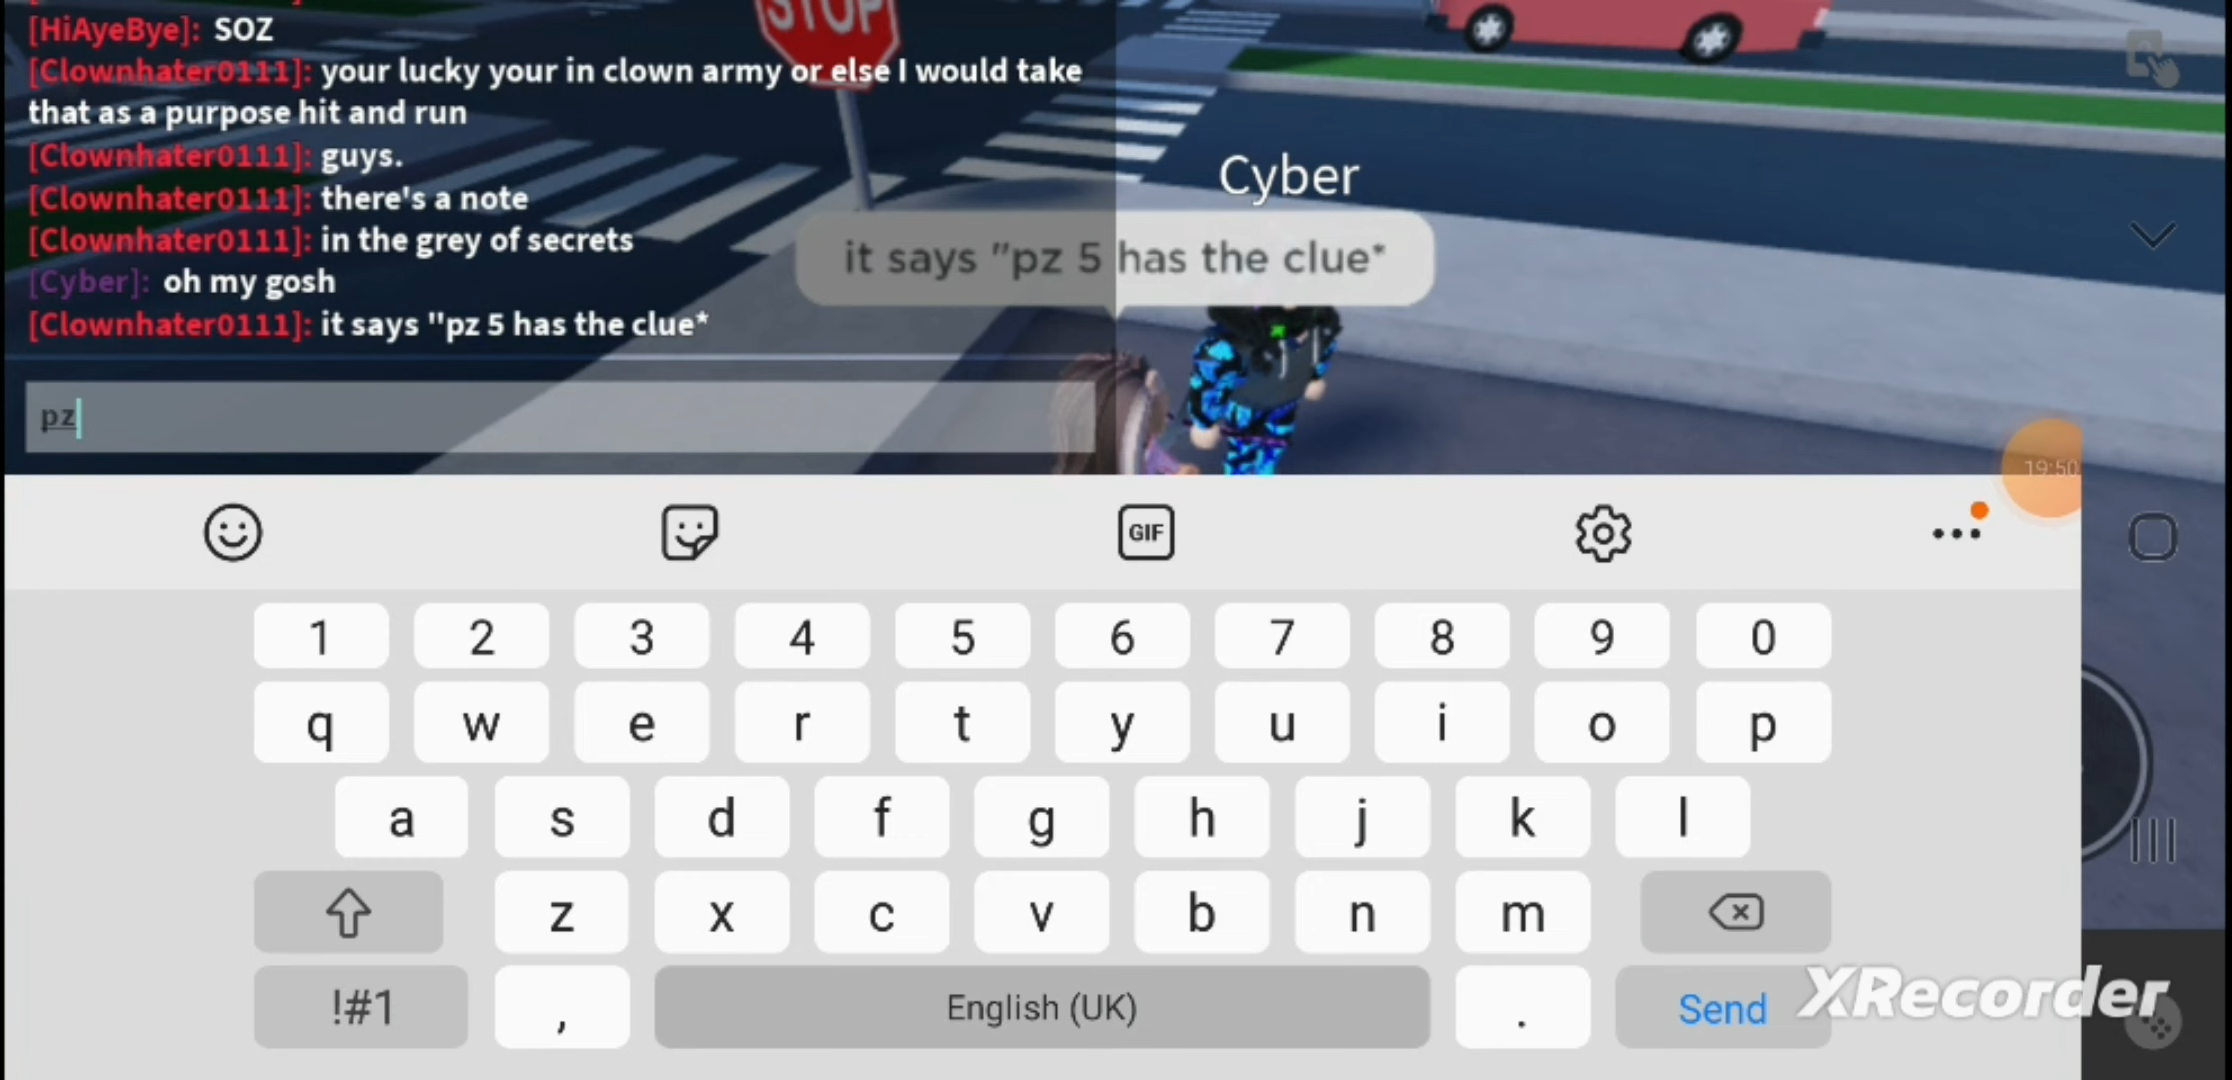 STOP
[HiAyeBye]: SOZ
[Clownhater0111]: your lucky your in clown army or else I would take
that as a purpose hit and run
[Clownhater0111]: guys.
[Clownhater0111]: there's a note
[Clownhater0111]: in the grey of secrets
[Cyber]: oh my gosh
[Clownhater0111]: it says "pz 5 has the clue*
Cyber
it says "pz 5 has the clue*
pz
19:50
GIF
1 2 3 4 5 6 7 8 9 0
q w e r t y u i o p
a s d f g h j k l
z x c v b n m
!#1 , English (UK) . Send
XRecorder